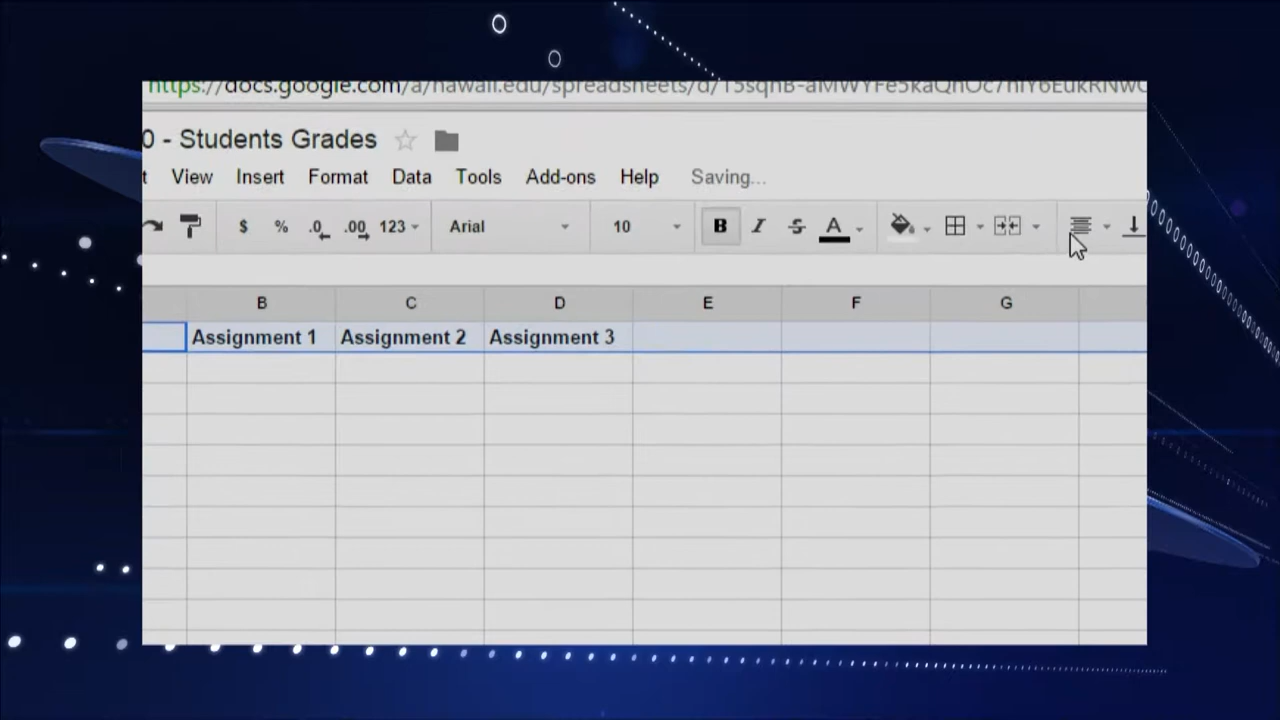 https://docs.google.com/a/hawaii.edu/spreadsheets/d/
0 - Students Grades
t View Insert Format Data Tools Add-ons Help Saving...
$ % .0 .00 123 Arial 10 B I S A
B C D E F G
Assignment 1 Assignment 2 Assignment 3